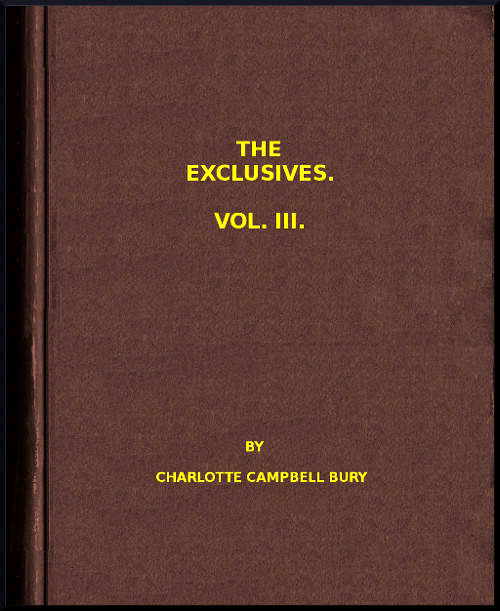 THE
EXCLUSIVES.
VOL. III.
BY
CHARLOTTE CAMPBELL BURY